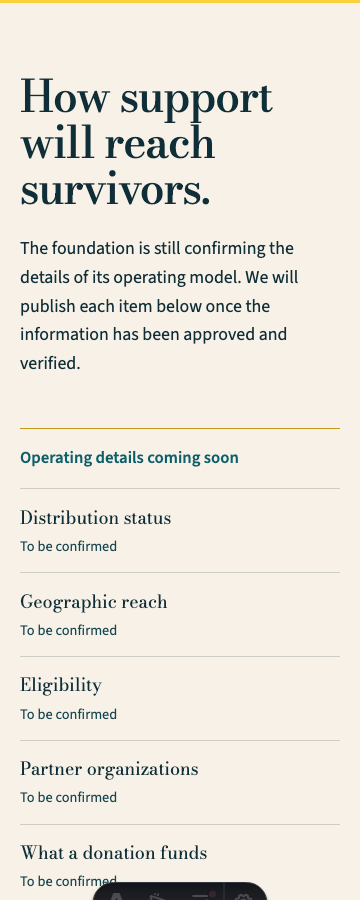 How support
will reach
survivors.
The foundation is still confirming the
details of its operating model. We will
publish each item below once the
information has been approved and
verified.
Operating details coming soon
Distribution status
To be confirmed
Geographic reach
To be confirmed
Eligibility
To be confirmed
Partner organizations
To be confirmed
What a donation funds
To be confirmed